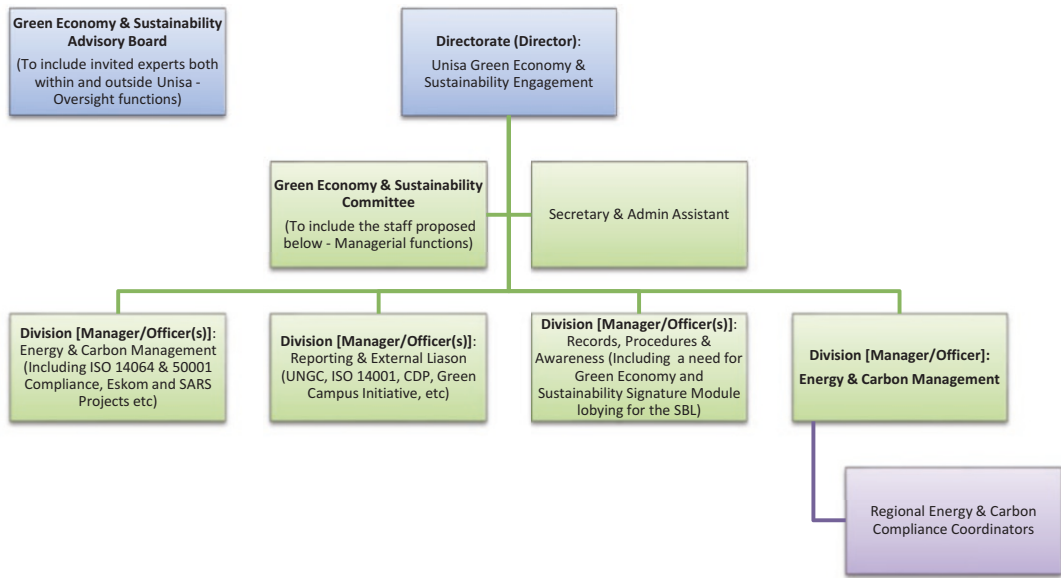 Green Economy & Sustainability
Advisory Board
(To include invited experts both
within and outside Unisa -
Oversight functions)
Directorate (Director):
Unisa Green Economy &
Sustainability Engagement
Green Economy & Sustainability
Committee
(To include the staff proposed
below - Managerial functions)
Secretary & Admin Assistant
Division [Manager/Officer(s)]:
Energy & Carbon Management
(Including ISO 14064 & 50001
Compliance, Eskom and SARS
Projects etc)
Division [Manager/Officer(s)]:
Reporting & External Liason
(UNGC, ISO 14001, CDP, Green
Campus Initiative, etc)
Division [Manager/Officer(s)]:
Records, Procedures &
Awareness (Including a need for
Green Economy and
Sustainability Signature Module
lobying for the SBL)
Division [Manager/Officer]:
Energy & Carbon Management
Regional Energy & Carbon
Compliance Coordinators